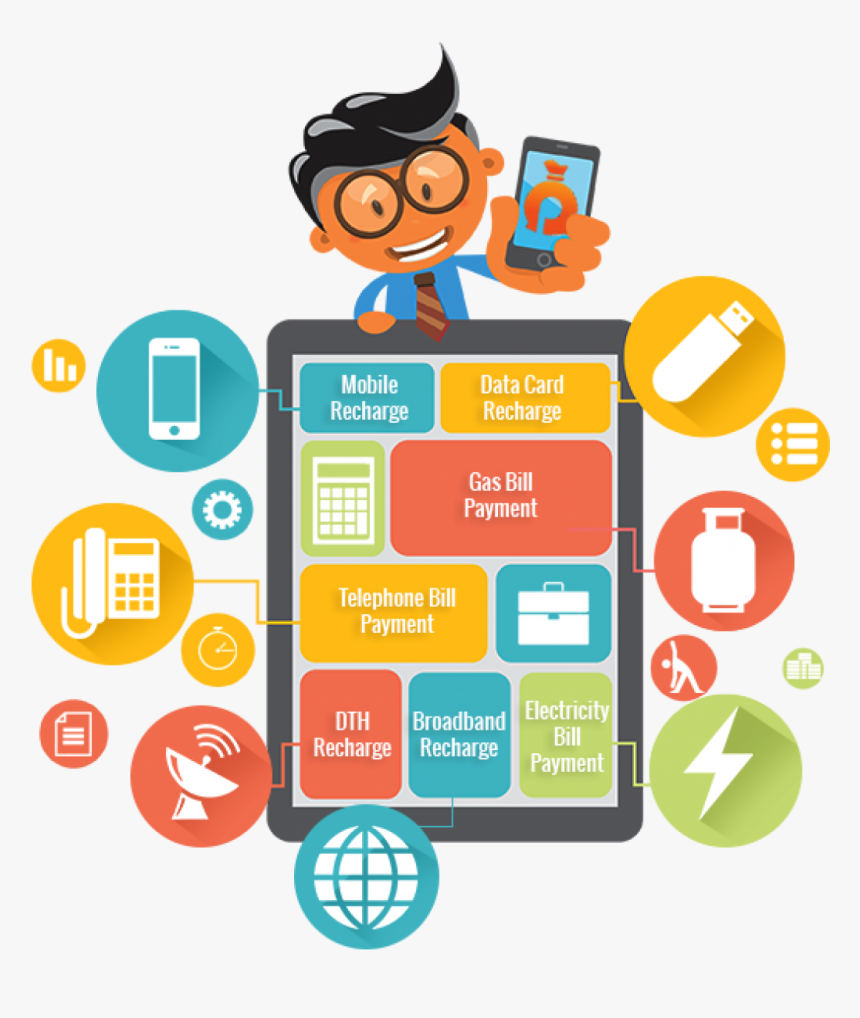 Mobile
Recharge
Data Card
Recharge
Gas Bill
Payment
Telephone Bill
Payment
DTH
Recharge
Broadband
Recharge
Electricity
Bill
Payment